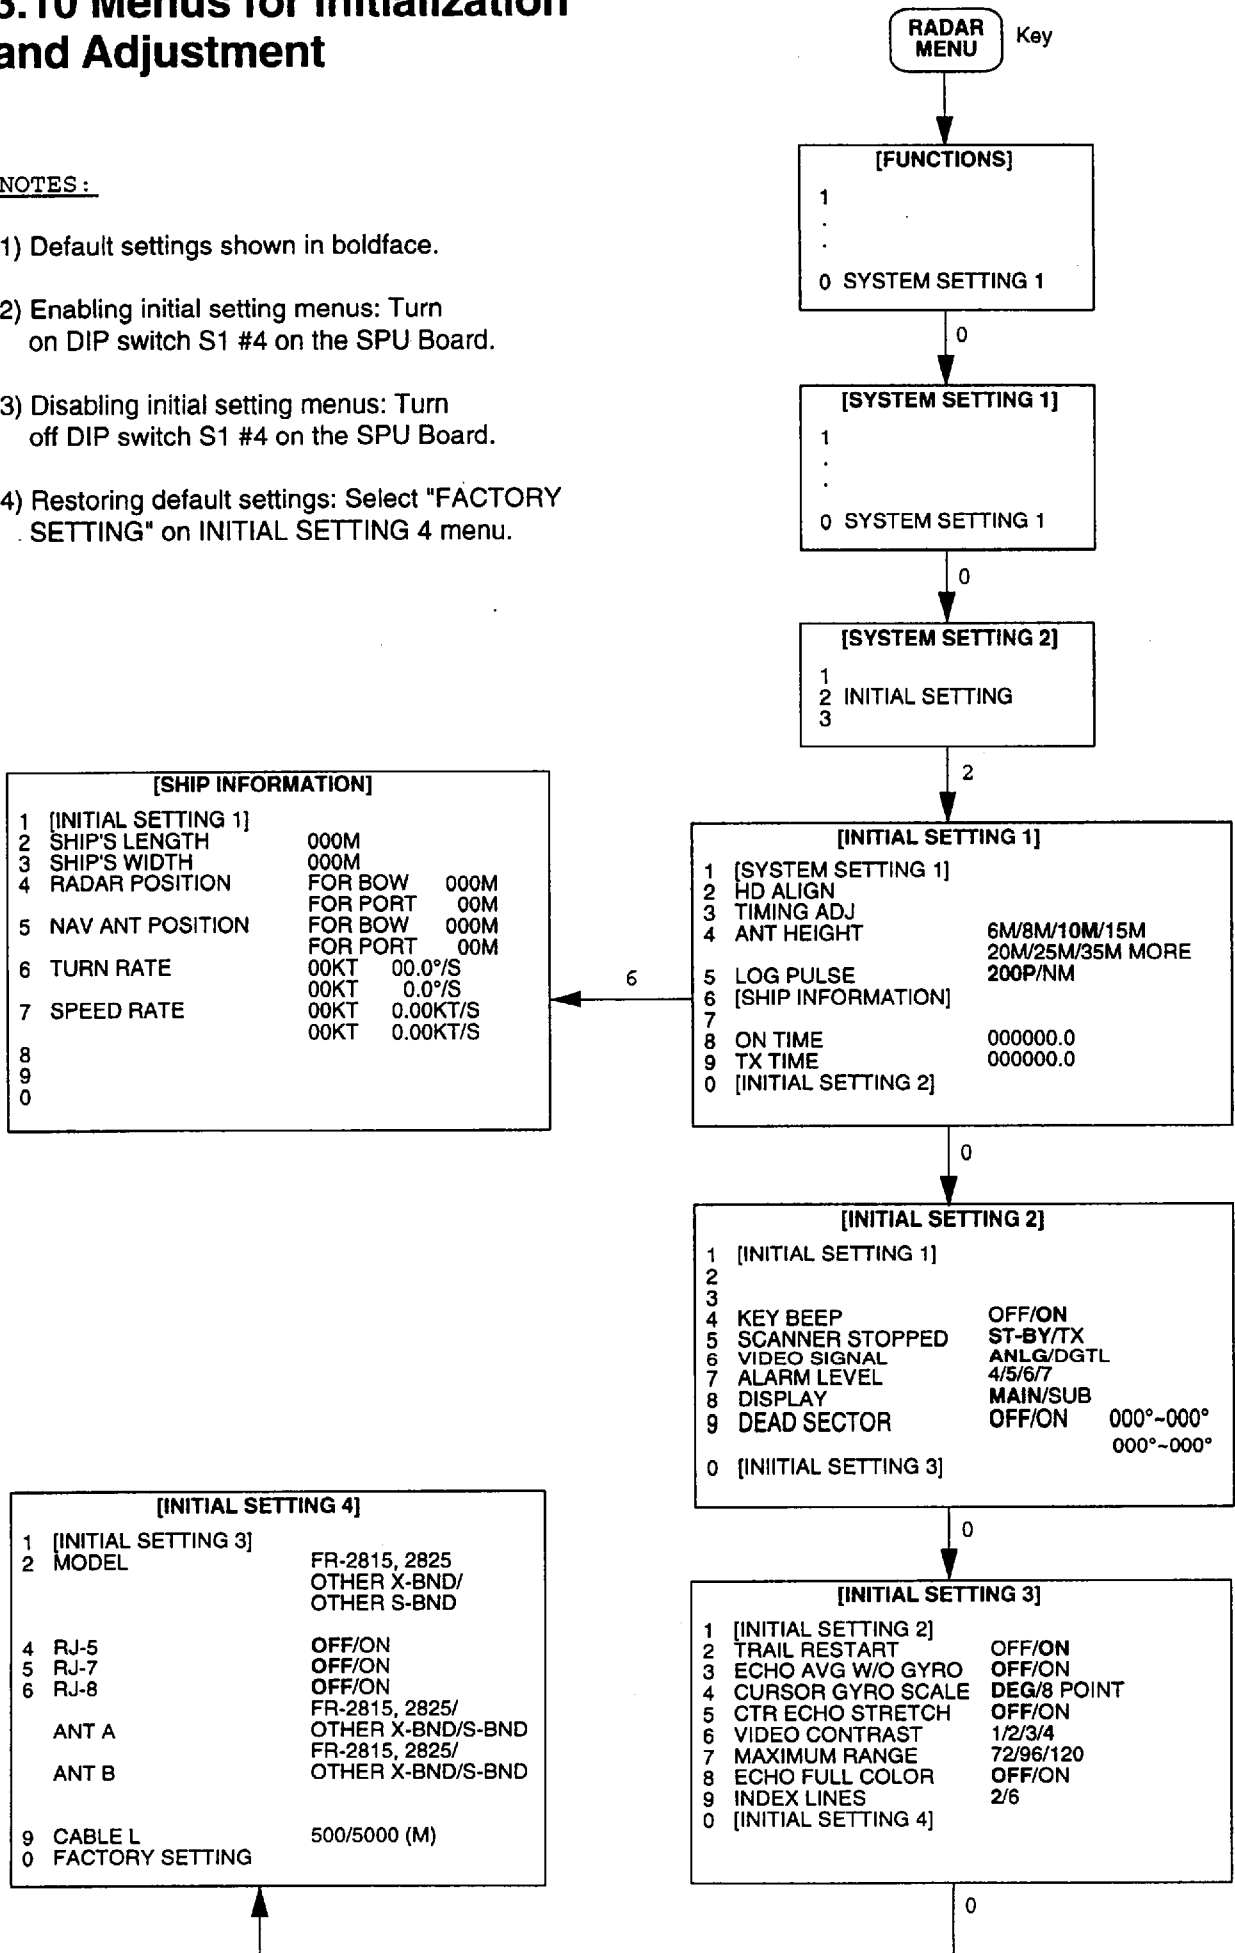 3.10 Menus for Initialization
and Adjustment
NOTES:
1) Default settings shown in boldface.
2) Enabling initial setting menus: Turn
on DIP switch S1 #4 on the SPU Board.
3) Disabling initial setting menus: Turn
off DIP switch S1 #4 on the SPU Board.
4) Restoring default settings: Select "FACTORY
SETTING" on INITIAL SETTING 4 menu.
RADAR
MENU
Key
[FUNCTIONS]
1
.
.
0 SYSTEM SETTING 1
0
[SYSTEM SETTING 1]
1
.
.
0 SYSTEM SETTING 1
0
[SYSTEM SETTING 2]
1
2 INITIAL SETTING
3
2
[INITIAL SETTING 1]
1 [SYSTEM SETTING 1]
2 HD ALIGN
3 TIMING ADJ
4 ANT HEIGHT 6M/8M/10M/15M
20M/25M/35M MORE
5 LOG PULSE 200P/NM
6 [SHIP INFORMATION]
7
8 ON TIME 000000.0
9 TX TIME 000000.0
0 [INITIAL SETTING 2]
6
[SHIP INFORMATION]
1 [INITIAL SETTING 1]
2 SHIP'S LENGTH 000M
3 SHIP'S WIDTH 000M
4 RADAR POSITION FOR BOW 000M
FOR PORT 00M
5 NAV ANT POSITION FOR BOW 000M
FOR PORT 00M
6 TURN RATE 00KT 00.0°/S
00KT 0.0°/S
7 SPEED RATE 00KT 0.00KT/S
00KT 0.00KT/S
8
9
0
0
[INITIAL SETTING 2]
1 [INITIAL SETTING 1]
2
3
4 KEY BEEP OFF/ON
5 SCANNER STOPPED ST-BY/TX
6 VIDEO SIGNAL ANLG/DGTL
7 ALARM LEVEL 4/5/6/7
8 DISPLAY MAIN/SUB
9 DEAD SECTOR OFF/ON 000°~000°
000°~000°
0 [INIITIAL SETTING 3]
0
[INITIAL SETTING 3]
1 [INITIAL SETTING 2]
2 TRAIL RESTART OFF/ON
3 ECHO AVG W/O GYRO OFF/ON
4 CURSOR GYRO SCALE DEG/8 POINT
5 CTR ECHO STRETCH OFF/ON
6 VIDEO CONTRAST 1/2/3/4
7 MAXIMUM RANGE 72/96/120
8 ECHO FULL COLOR OFF/ON
9 INDEX LINES 2/6
0 [INITIAL SETTING 4]
0
[INITIAL SETTING 4]
1 [INITIAL SETTING 3]
2 MODEL FR-2815, 2825
OTHER X-BND/
OTHER S-BND
4 RJ-5 OFF/ON
5 RJ-7 OFF/ON
6 RJ-8 OFF/ON
FR-2815, 2825/
ANT A OTHER X-BND/S-BND
FR-2815, 2825/
ANT B OTHER X-BND/S-BND
9 CABLE L 500/5000 (M)
0 FACTORY SETTING